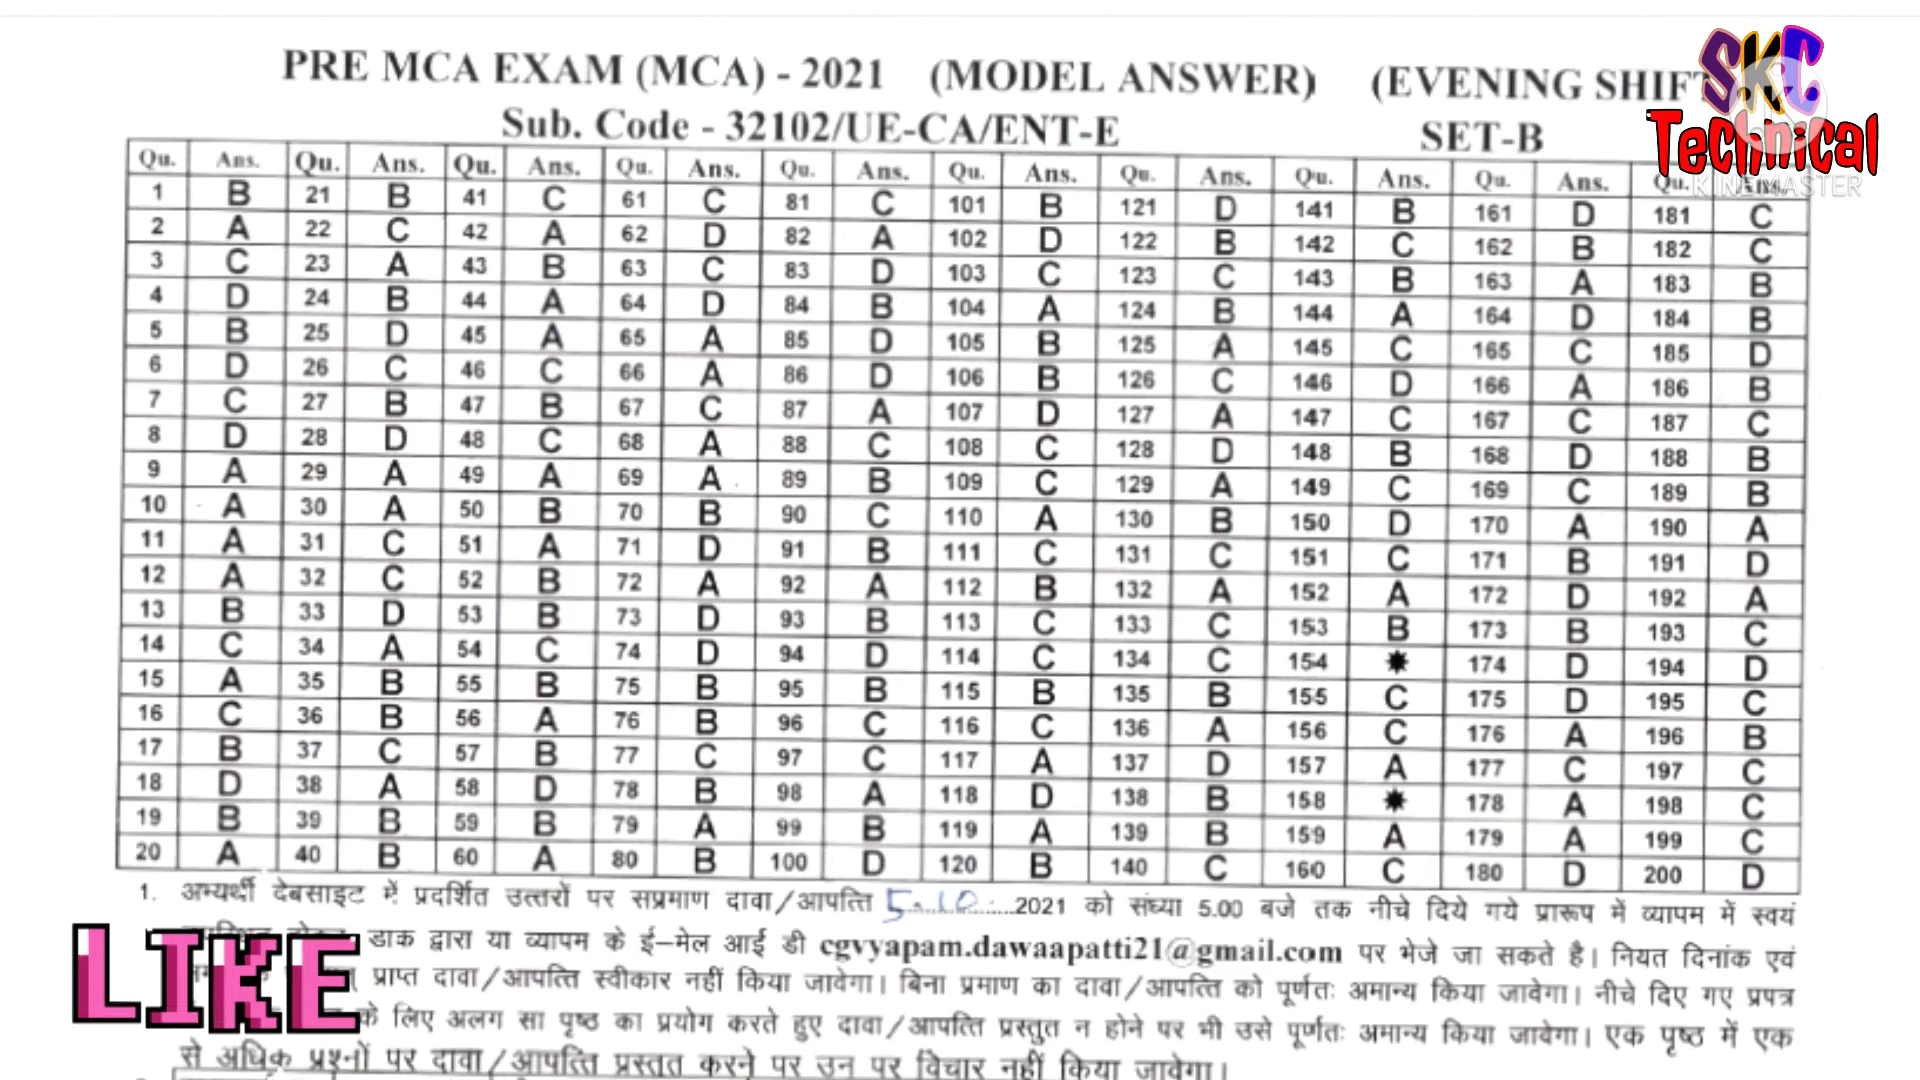 PRE MCA EXAM (MCA) - 2021 (MODEL ANSWER) (EVENING SHIFT
SKC
Technical
KINEMASTER
Sub. Code - 32102/UE-CA/ENT-E SET-B
Qu. Ans. Qu. Ans. Qu. Ans. Qu. Ans. Qu. Ans. Qu. Ans. Qu. Ans. Qu. Ans. Qu. Ans. Qu. Ans.
1 B 21 B 41 C 61 C 81 C 101 B 121 D 141 B 161 D 181 C
2 A 22 C 42 A 62 D 82 A 102 D 122 B 142 C 162 B 182 C
3 C 23 A 43 B 63 C 83 D 103 C 123 C 143 B 163 A 183 B
4 D 24 B 44 A 64 D 84 B 104 A 124 B 144 A 164 D 184 B
5 B 25 D 45 A 65 A 85 D 105 B 125 A 145 C 165 C 185 D
6 D 26 C 46 C 66 A 86 D 106 B 126 C 146 D 166 A 186 B
7 C 27 B 47 B 67 C 87 A 107 D 127 A 147 C 167 C 187 C
8 D 28 D 48 C 68 A 88 C 108 C 128 D 148 B 168 D 188 B
9 A 29 A 49 A 69 A 89 B 109 C 129 A 149 C 169 C 189 B
10 A 30 A 50 B 70 B 90 C 110 A 130 B 150 D 170 A 190 A
11 A 31 C 51 A 71 D 91 B 111 C 131 C 151 C 171 B 191 D
12 A 32 C 52 B 72 A 92 A 112 B 132 A 152 A 172 D 192 A
13 B 33 D 53 B 73 D 93 B 113 C 133 C 153 B 173 B 193 C
14 C 34 A 54 C 74 D 94 D 114 C 134 C 154 * 174 D 194 D
15 A 35 B 55 B 75 B 95 B 115 B 135 B 155 C 175 D 195 C
16 C 36 B 56 A 76 B 96 C 116 C 136 A 156 C 176 A 196 B
17 B 37 C 57 B 77 C 97 C 117 A 137 D 157 A 177 C 197 C
18 D 38 A 58 D 78 B 98 A 118 D 138 B 158 * 178 A 198 C
19 B 39 B 59 B 79 A 99 B 119 A 139 B 159 A 179 A 199 C
20 A 40 B 60 A 80 B 100 D 120 B 140 C 160 C 180 D 200 D
1. अभ्यर्थी देबसाइट में प्रदर्शित उत्तरों पर सप्रमाण दावा/आपत्ति 5.10.2021 को संध्या 5.00 बजे तक नीचे दिये गये प्रारूप में व्यापम में स्वयं
डाक द्वारा या व्यापम के ई-मेल आई डी cgvyapam.dawaapatti21@gmail.com पर भेजे जा सकते है। नियत दिनांक एवं
प्राप्त दावा/आपत्ति स्वीकार नहीं किया जावेगा। बिना प्रमाण का दावा/आपत्ति को पूर्णतः अमान्य किया जावेगा। नीचे दिए गए प्रपत्र
के लिए अलग सा पृष्ठ का प्रयोग करते हुए दावा/आपत्ति प्रस्तुत न होने पर भी उसे पूर्णतः अमान्य किया जावेगा। एक पृष्ठ में एक
से अधिक प्रश्नों पर दावा/आपत्ति प्रस्तुत करने पर उन पर विचार नहीं किया जावेगा।
LIKE